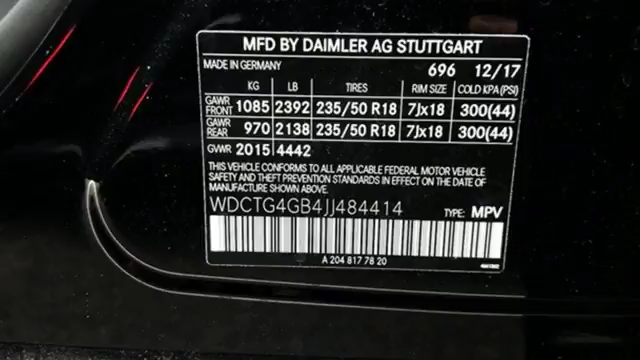 MFD BY DAIMLER AG STUTTGART
MADE IN GERMANY 696 12/17
KG LB TIRES RIM SIZE COLD KPA (PSI)
GAWR FRONT 1085 2392 235/50 R18 7Jx18 300(44)
GAWR REAR 970 2138 235/50 R18 7Jx18 300(44)
GVWR 2015 4442
THIS VEHICLE CONFORMS TO ALL APPLICABLE FEDERAL MOTOR VEHICLE
SAFETY AND THEFT PREVENTION STANDARDS IN EFFECT ON THE DATE OF
MANUFACTURE SHOWN ABOVE.
WDCTG4GB4JJ484414 TYPE: MPV
A 204 817 78 20